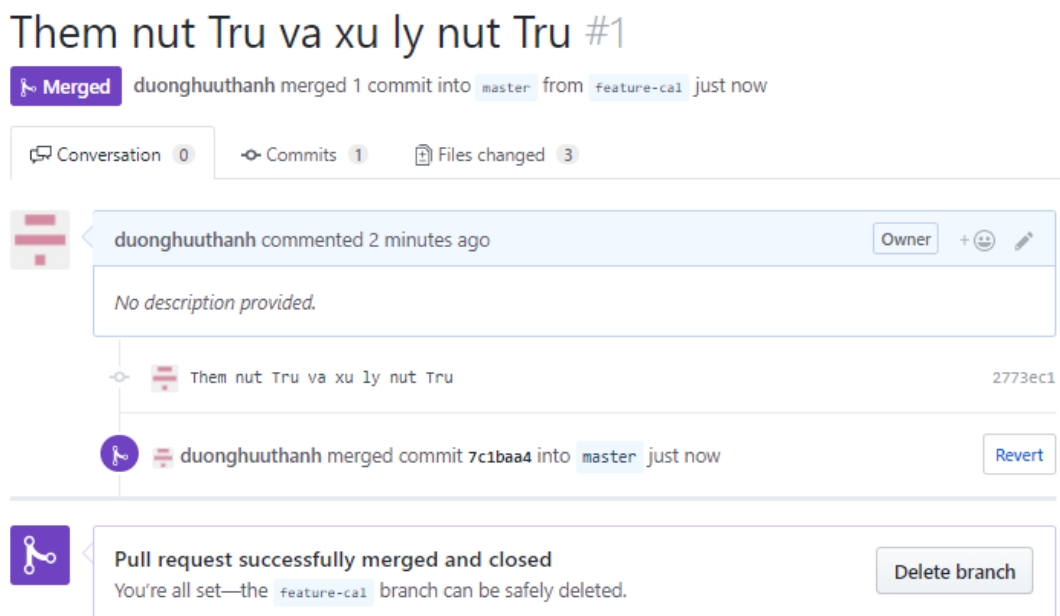 Them nut Tru va xu ly nut Tru #1
Merged duonghuuthanh merged 1 commit into master from feature-cal just now
Conversation 0 Commits 1 Files changed 3
duonghuuthanh commented 2 minutes ago Owner +
No description provided.
Them nut Tru va xu ly nut Tru 2773ec1
duonghuuthanh merged commit 7c1baa4 into master just now Revert
Pull request successfully merged and closed
You’re all set—the feature-cal branch can be safely deleted.
Delete branch